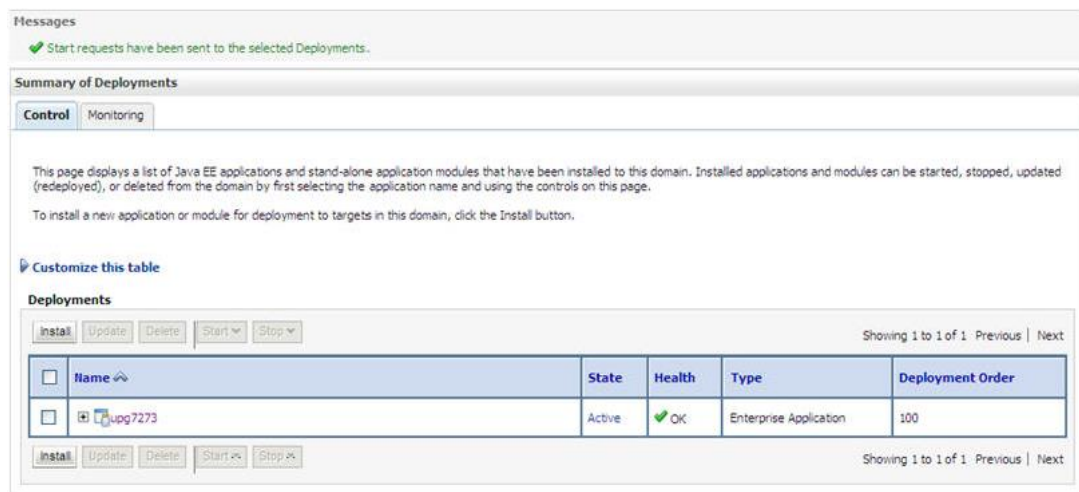 Messages
Start requests have been sent to the selected Deployments.
Summary of Deployments
Control Monitoring
This page displays a list of Java EE applications and stand-alone application modules that have been installed to this domain. Installed applications and modules can be started, stopped, updated
(redeployed), or deleted from the domain by first selecting the application name and using the controls on this page.
To install a new application or module for deployment to targets in this domain, click the Install button.
Customize this table
Deployments
Install Update Delete Start Stop Showing 1 to 1 of 1 Previous | Next
Name State Health Type Deployment Order
upg7273 Active OK Enterprise Application 100
Install Update Delete Start Stop Showing 1 to 1 of 1 Previous | Next